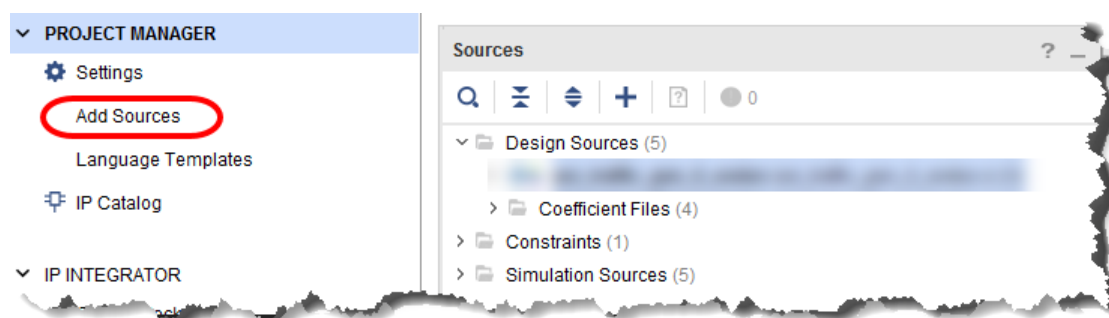 PROJECT MANAGER
Settings
Add Sources
Language Templates
IP Catalog
IP INTEGRATOR
Sources
? _
? 0
Design Sources (5)
Coefficient Files (4)
Constraints (1)
Simulation Sources (5)